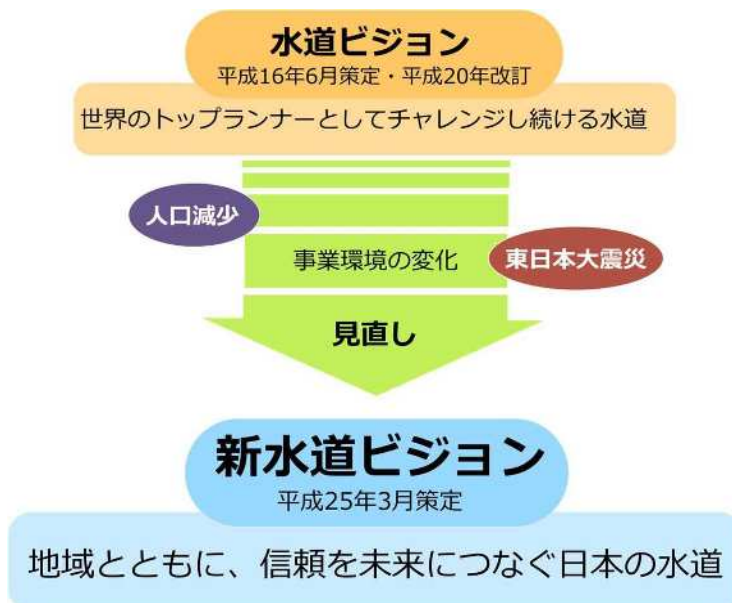 水道ビジョン
平成16年6月策定・平成20年改訂
世界のトップランナーとしてチャレンジし続ける水道
人口減少
事業環境の変化
東日本大震災
見直し
新水道ビジョン
平成25年3月策定
地域とともに、信頼を未来につなぐ日本の水道